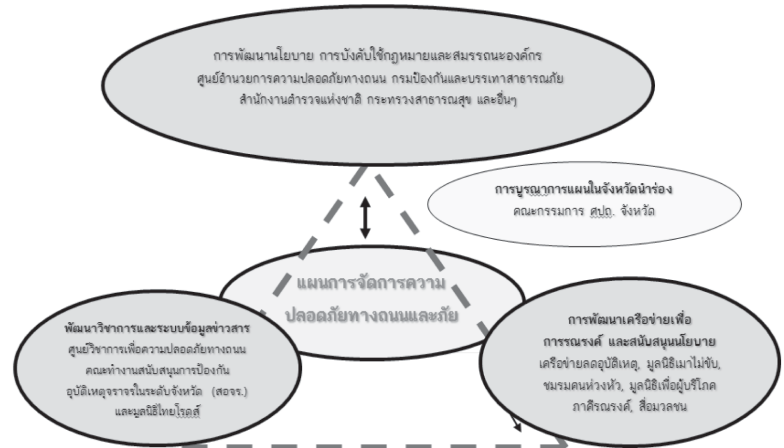 การพัฒนานโยบาย การบังคับใช้กฎหมายและสมรรถนะองค์กร
ศูนย์อำนวยการความปลอดภัยทางถนน กรมป้องกันและบรรเทาสาธารณภัย
สำนักงานตำรวจแห่งชาติ กระทรวงสาธารณสุข และอื่นๆ
การบูรณาการแผนในจังหวัดนำร่อง
คณะกรรมการ ศปถ. จังหวัด
แผนการจัดการความ
ปลอดภัยทางถนนและภัย
พัฒนาวิชาการและระบบข้อมูลข่าวสาร
ศูนย์วิชาการเพื่อความปลอดภัยทางถนน
คณะทำงานสนับสนุนการป้องกัน
อุบัติเหตุจราจรในระดับจังหวัด (สอจร.)
และมูลนิธิไทยโรดส์
การพัฒนาเครือข่ายเพื่อ
การรณรงค์ และสนับสนุนนโยบาย
เครือข่ายลดอุบัติเหตุ, มูลนิธิเมาไม่ขับ,
ชมรมคนห่วงหัว, มูลนิธิเพื่อผู้บริโภค
ภาคีรณรงค์, สื่อมวลชน